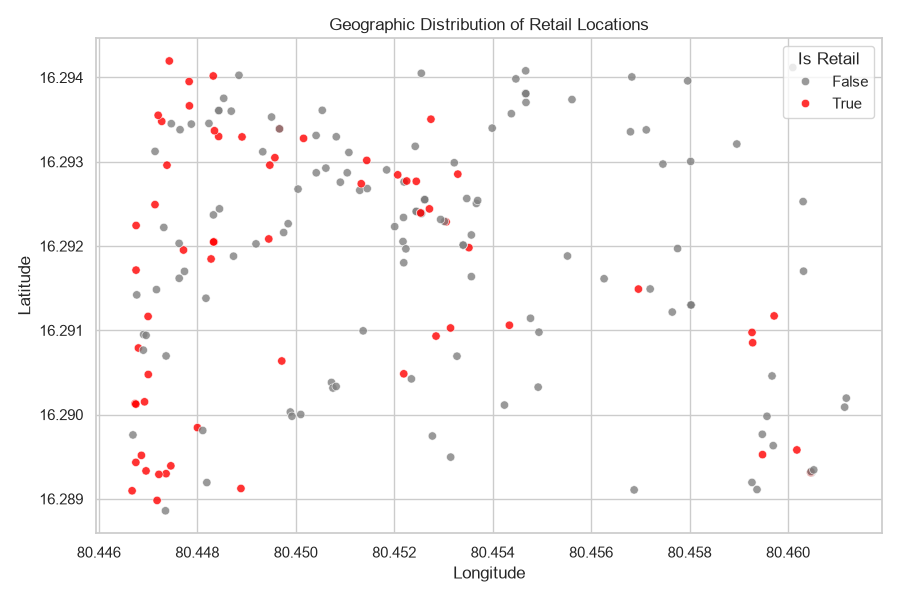 Geographic Distribution of Retail Locations
Is Retail
False
True
16.294
16.293
16.292
16.291
16.290
16.289
Latitude
80.446 80.448 80.450 80.452 80.454 80.456 80.458 80.460
Longitude